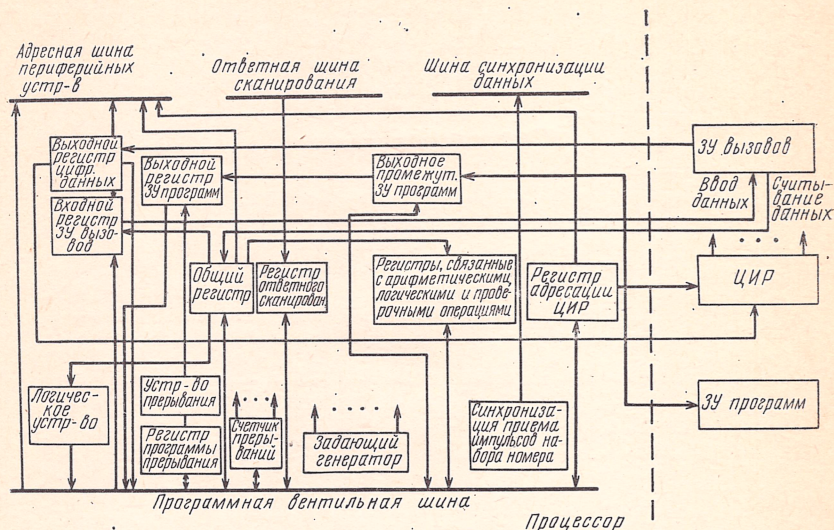 Адресная шина
периферийных
устр-в
Ответная шина
сканирования
Шина синхронизации
данных
Выходной
регистр
цифр.
данных
Выходной
регистр
ЗУ программ
Выходное
промежут.
ЗУ программ
ЗУ вызовов
Ввод
данных
Считы-
вание
данных
Входной
регистр
ЗУ вызо-
вов
Общий
регистр
Регистр
ответного
сканирован.
Регистры, связанные
с арифметическими,
логическими и прове-
рочными операциями
Регистр
адресации
ЦИР
ЦИР
Логичес-
кое
устр-во
Устр-во
прерывания
Регистр
программы
прерывания
Счетчик
преры-
ваний
Задающий
генератор
Синхрониза-
ция приема
импульсов на-
бора номера
ЗУ программ
Программная вентильная шина
Процессор